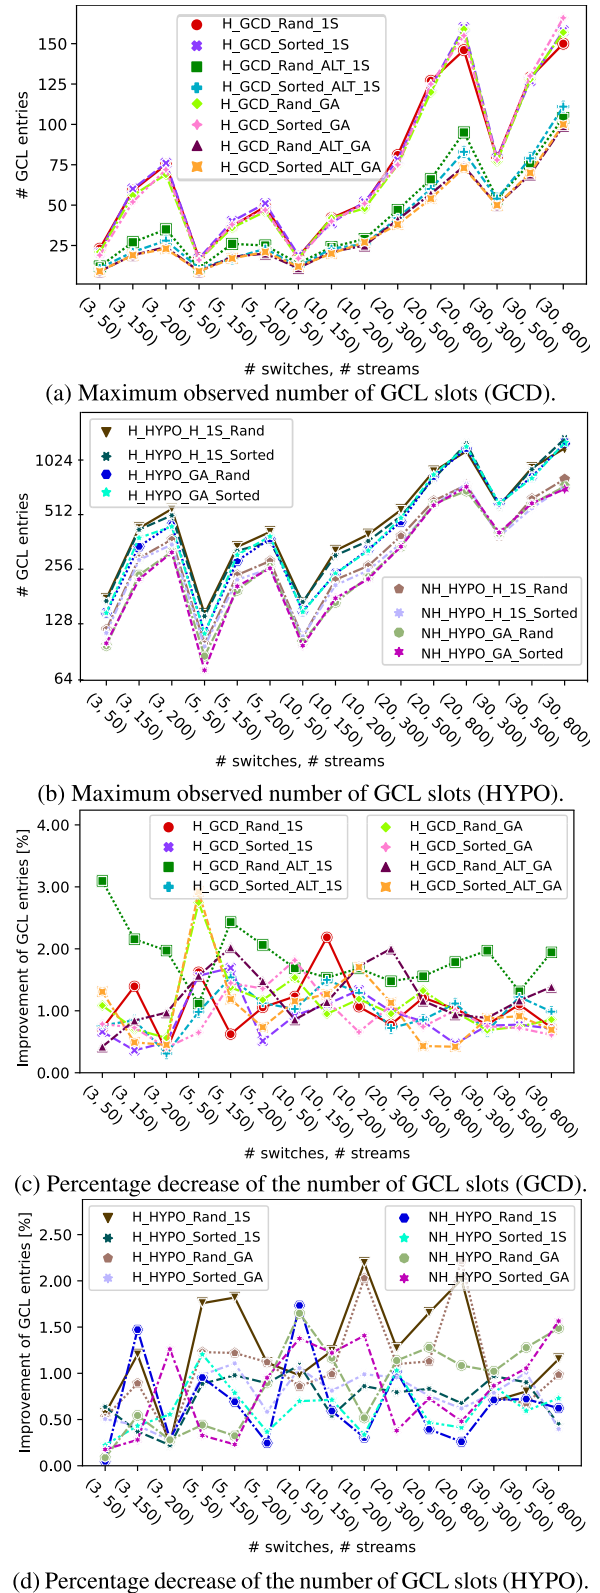 150
125
100
75
50
25
# GCL entries
H_GCD_Rand_1S
H_GCD_Sorted_1S
H_GCD_Rand_ALT_1S
H_GCD_Sorted_ALT_1S
H_GCD_Rand_GA
H_GCD_Sorted_GA
H_GCD_Rand_ALT_GA
H_GCD_Sorted_ALT_GA
(3, 50)
(3, 150)
(3, 200)
(5, 50)
(5, 150)
(5, 200)
(10, 50)
(10, 150)
(10, 200)
(20, 300)
(20, 500)
(20, 800)
(30, 300)
(30, 500)
(30, 800)
# switches, # streams
(a) Maximum observed number of GCL slots (GCD).
1024
512
256
128
64
# GCL entries
H_HYPO_H_1S_Rand
H_HYPO_H_1S_Sorted
H_HYPO_GA_Rand
H_HYPO_GA_Sorted
NH_HYPO_H_1S_Rand
NH_HYPO_H_1S_Sorted
NH_HYPO_GA_Rand
NH_HYPO_GA_Sorted
(3, 50)
(3, 150)
(3, 200)
(5, 50)
(5, 150)
(5, 200)
(10, 50)
(10, 150)
(10, 200)
(20, 300)
(20, 500)
(20, 800)
(30, 300)
(30, 500)
(30, 800)
# switches, # streams
(b) Maximum observed number of GCL slots (HYPO).
4.00
3.00
2.00
1.00
0.00
Improvement of GCL entries [%]
H_GCD_Rand_1S
H_GCD_Sorted_1S
H_GCD_Rand_ALT_1S
H_GCD_Sorted_ALT_1S
H_GCD_Rand_GA
H_GCD_Sorted_GA
H_GCD_Rand_ALT_GA
H_GCD_Sorted_ALT_GA
(3, 50)
(3, 150)
(3, 200)
(5, 50)
(5, 150)
(5, 200)
(10, 50)
(10, 150)
(10, 200)
(20, 300)
(20, 500)
(20, 800)
(30, 300)
(30, 500)
(30, 800)
# switches, # streams
(c) Percentage decrease of the number of GCL slots (GCD).
2.50
2.00
1.50
1.00
0.50
0.00
Improvement of GCL entries [%]
H_HYPO_Rand_1S
H_HYPO_Sorted_1S
H_HYPO_Rand_GA
H_HYPO_Sorted_GA
NH_HYPO_Rand_1S
NH_HYPO_Sorted_1S
NH_HYPO_Rand_GA
NH_HYPO_Sorted_GA
(3, 50)
(3, 150)
(3, 200)
(5, 50)
(5, 150)
(5, 200)
(10, 50)
(10, 150)
(10, 200)
(20, 300)
(20, 500)
(20, 800)
(30, 300)
(30, 500)
(30, 800)
# switches, # streams
(d) Percentage decrease of the number of GCL slots (HYPO).